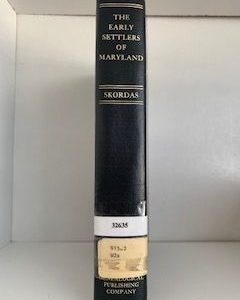 THE
EARLY
SETTLERS
OF
MARYLAND
SKORDAS
32635
GENEALOGICAL
PUBLISHING
COMPANY